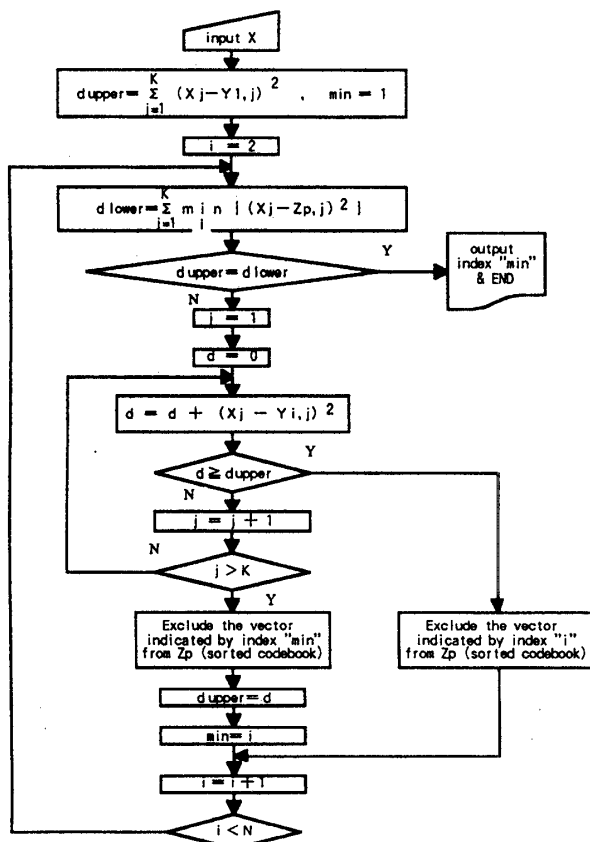 input X
dupper= Σ (Xj-Y1,j) 2 , min = 1
K
j=1
i = 2
dlower= Σ min { (Xj-Zp,j) 2 }
K
j=1 i
dupper= dlower
Y
output
index "min"
& END
N
j = 1
d = 0
d = d + (Xj - Yi,j) 2
d ≧ dupper
Y
N
j = j + 1
j > K
N
Y
Exclude the vector
indicated by index "min"
from Zp (sorted codebook)
Exclude the vector
indicated by index "i"
from Zp (sorted codebook)
dupper= d
min= i
i = i + 1
i < N